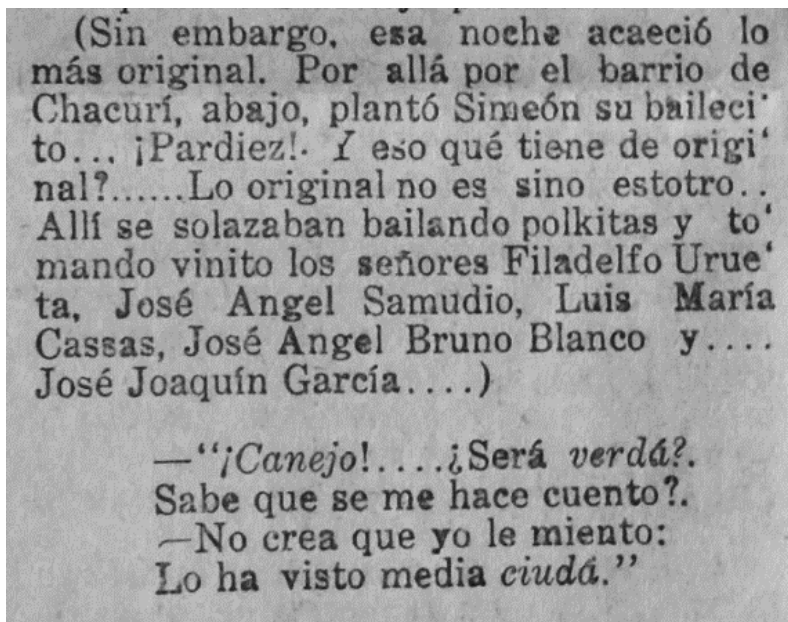 (Sin embargo, esa noche acaeció lo
más original. Por allá por el barrio de
Chacurí, abajo, plantó Simeón su baileci'
to... ¡Pardiez!. Y eso qué tiene de origi'
nal?......Lo original no es sino estotro..
Allí se solazaban bailando polkitas y to'
mando vinito los señores Filadelfo Urue'
ta, José Angel Samudio, Luis María
Cassas, José Angel Bruno Blanco y....
José Joaquín García....)
—"¡Canejo!....¿Será verdá?.
Sabe que se me hace cuento?.
—No crea que yo le miento:
Lo ha visto media ciudá."